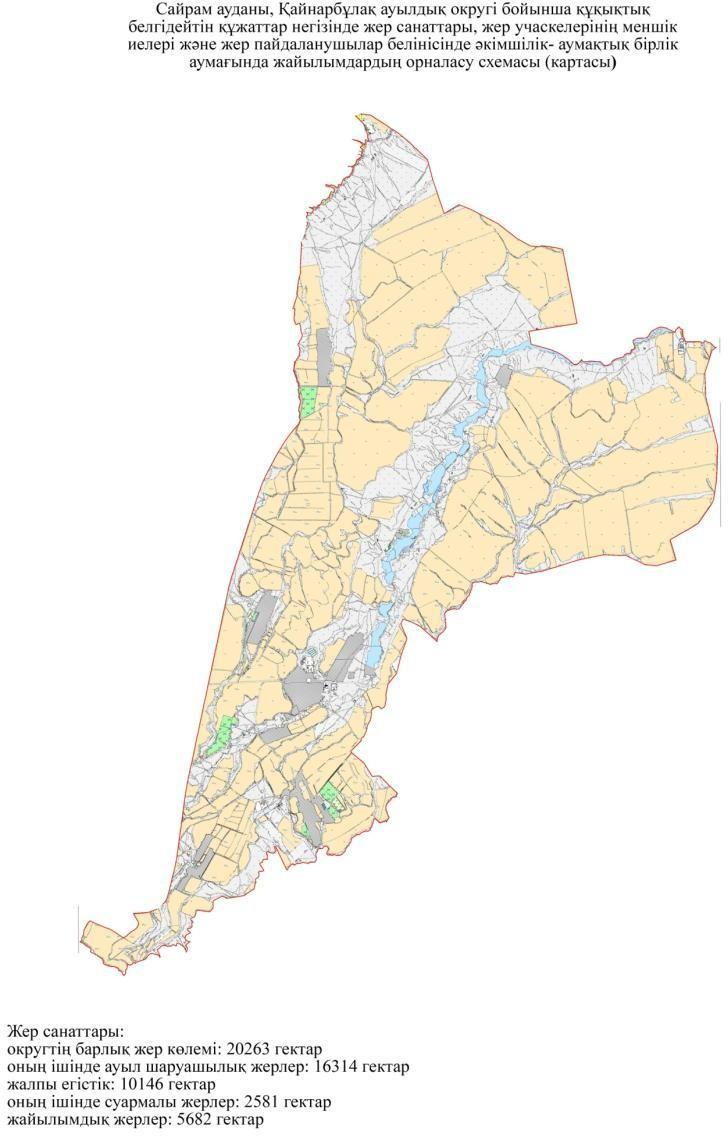 Сайрам ауданы, Қайнарбұлақ ауылдық округі бойынша құқықтық
белгідейтін құжаттар негізінде жер санаттары, жер учаскелерінің меншік
иелері және жер пайдаланушылар белінісінде әкімшілік- аумақтық бірлік
аумағында жайылымдардың орналасу схемасы (картасы)
Жер санаттары:
округтің барлық жер көлемі: 20263 гектар
оның ішінде ауыл шаруашылық жерлер: 16314 гектар
жалпы егістік: 10146 гектар
оның ішінде суармалы жерлер: 2581 гектар
жайылымдық жерлер: 5682 гектар